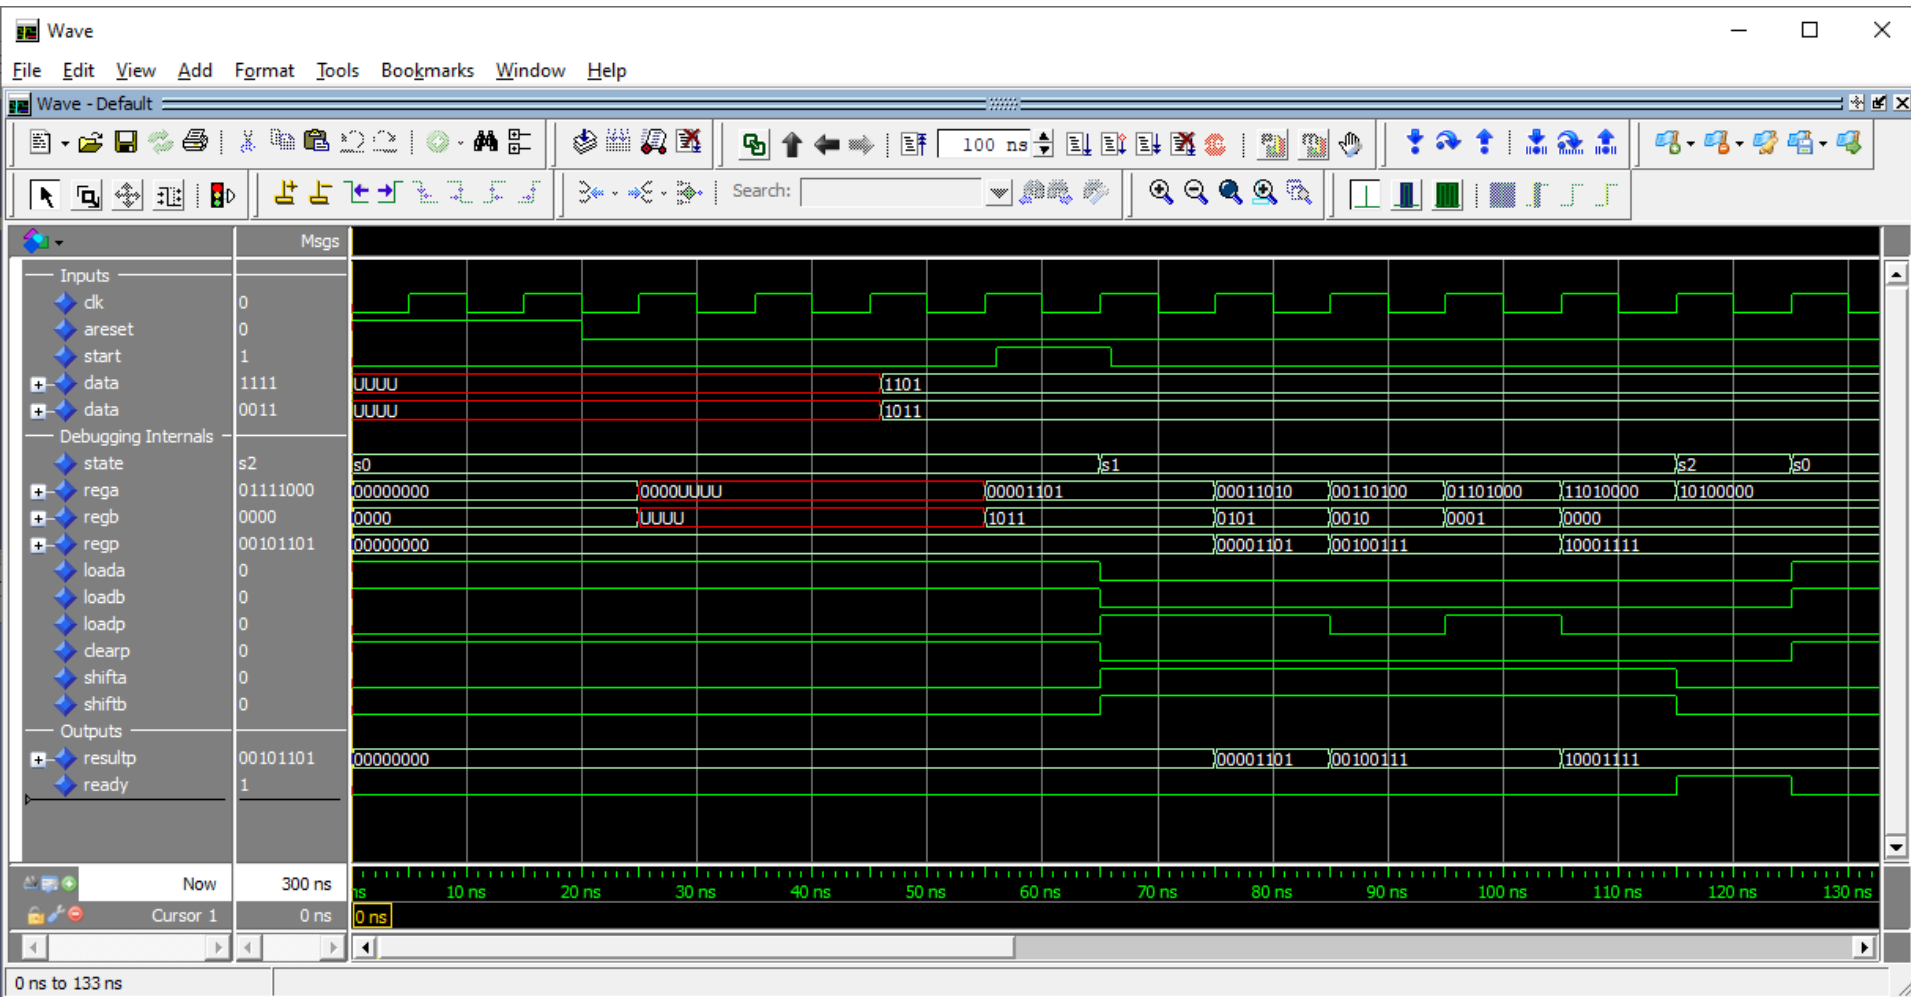 Wave
File Edit View Add Format Tools Bookmarks Window Help
Wave - Default
100 ns
Search:
Msgs
Inputs
clk 0
areset 0
start 1
data 1111 UUUU 1101
data 0011 UUUU 1011
Debugging Internals
state s2 s0 s1 s2 s0
rega 01111000 00000000 0000UUUU 00001101 00011010 00110100 01101000 11010000 10100000
regb 0000 0000 UUUU 1011 0101 0010 0001 0000
regp 00101101 00000000 00001101 00100111 10001111
loada 0
loadb 0
loadp 0
clearp 0
shifta 0
shiftb 0
Outputs
resultp 00101101 00000000 00001101 00100111 10001111
ready 1
Now 300 ns ns 10 ns 20 ns 30 ns 40 ns 50 ns 60 ns 70 ns 80 ns 90 ns 100 ns 110 ns 120 ns 130 ns
Cursor 1 0 ns 0 ns
0 ns to 133 ns